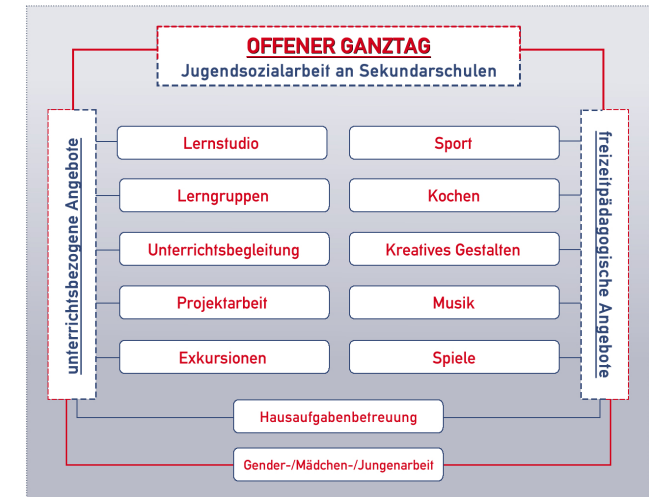 OFFENER GANZTAG
Jugendsozialarbeit an Sekundarschulen
unterrichtsbezogene Angebote
Lernstudio
Lerngruppen
Unterrichtsbegleitung
Projektarbeit
Exkursionen
Sport
Kochen
Kreatives Gestalten
Musik
Spiele
freizeitpädagogische Angebote
Hausaufgabenbetreuung
Gender-/Mädchen-/Jungenarbeit